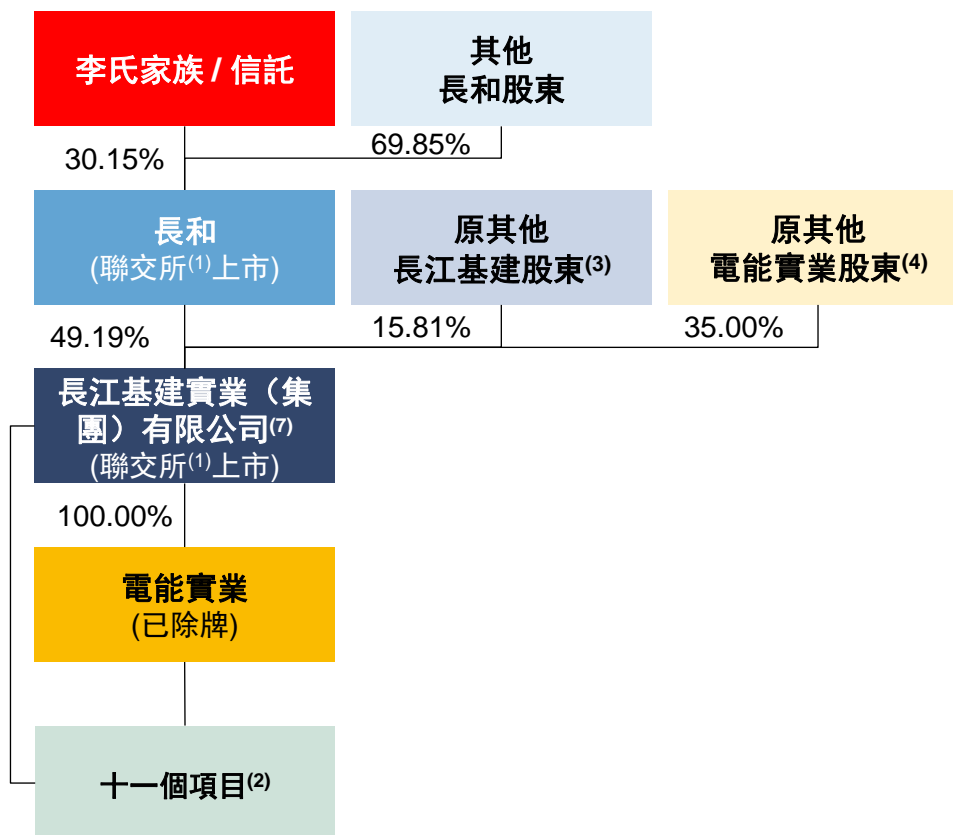 李氏家族 / 信託
其他
長和股東
30.15%
69.85%
長和
(聯交所(1)上市)
原其他
長江基建股東(3)
原其他
電能實業股東(4)
49.19%
15.81%
35.00%
長江基建實業（集
團）有限公司(7)
(聯交所(1)上市)
100.00%
電能實業
(已除牌)
十一個項目(2)